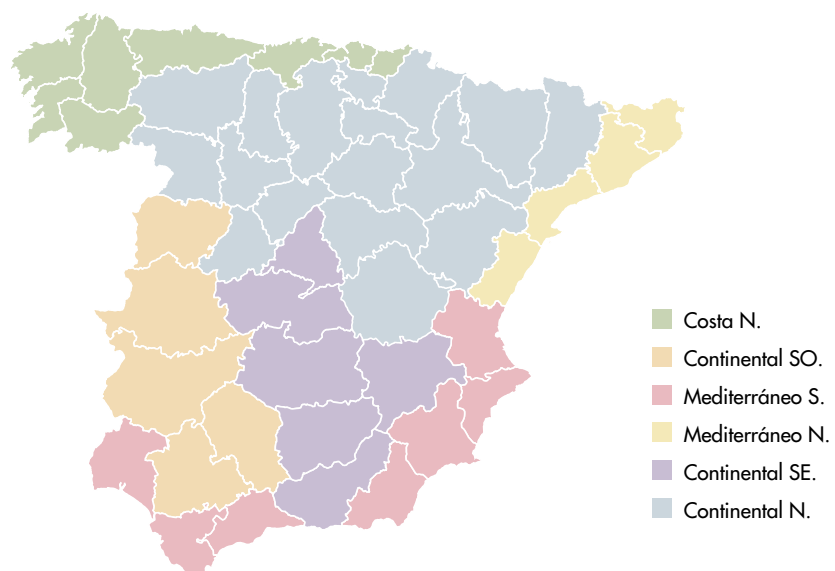 Costa N.
Continental SO.
Mediterráneo S.
Mediterráneo N.
Continental SE.
Continental N.